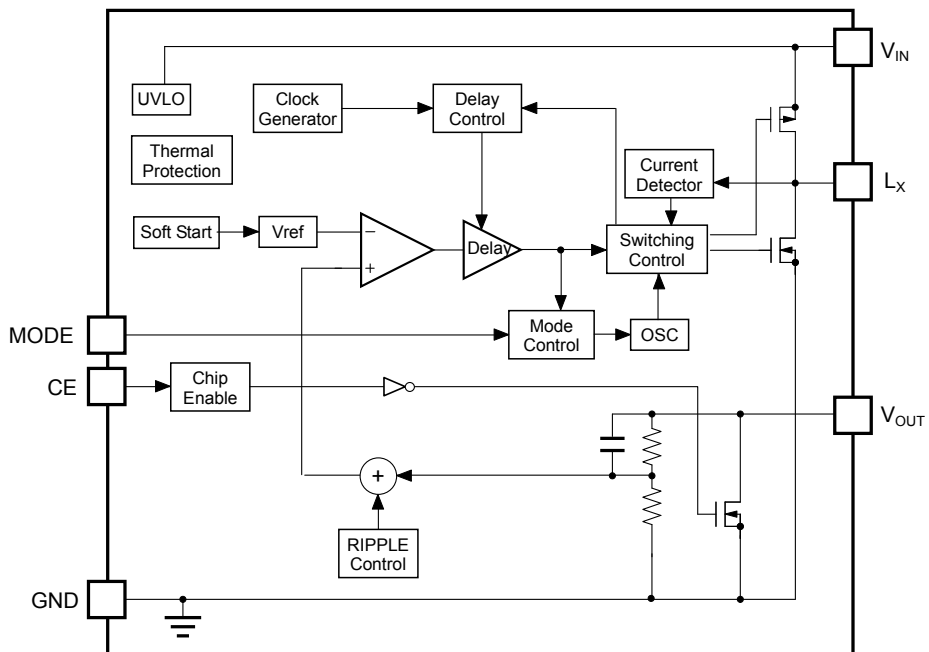 VIN
UVLO
Clock
Generator
Delay
Control
Thermal
Protection
Current
Detector
LX
Soft Start
Vref
−
+
Delay
Switching
Control
MODE
Mode
Control
OSC
CE
Chip
Enable
VOUT
+
RIPPLE
Control
GND